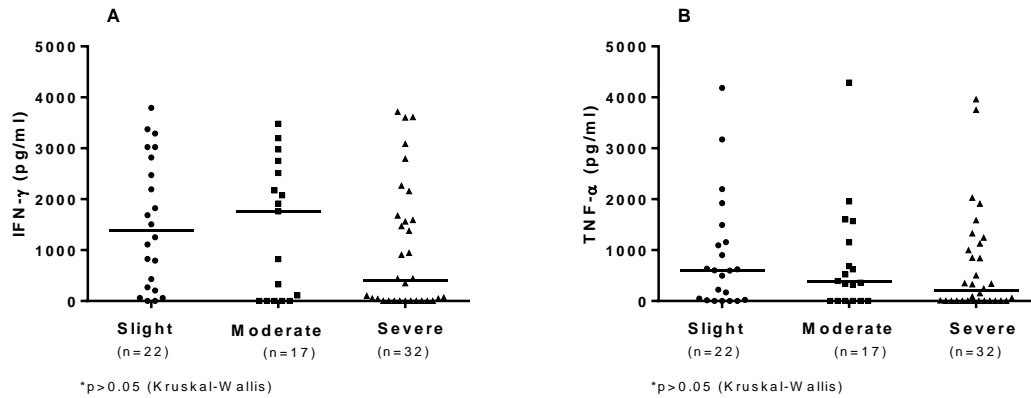 A
IFN-γ (pg/ml)
5000
4000
3000
2000
1000
0
Slight
Moderate
Severe
(n=22)
(n=17)
(n=32)
*p>0.05 (Kruskal-Wallis)
B
TNF-α (pg/ml)
5000
4000
3000
2000
1000
0
Slight
Moderate
Severe
(n=22)
(n=17)
(n=32)
*p>0.05 (Kruskal-Wallis)